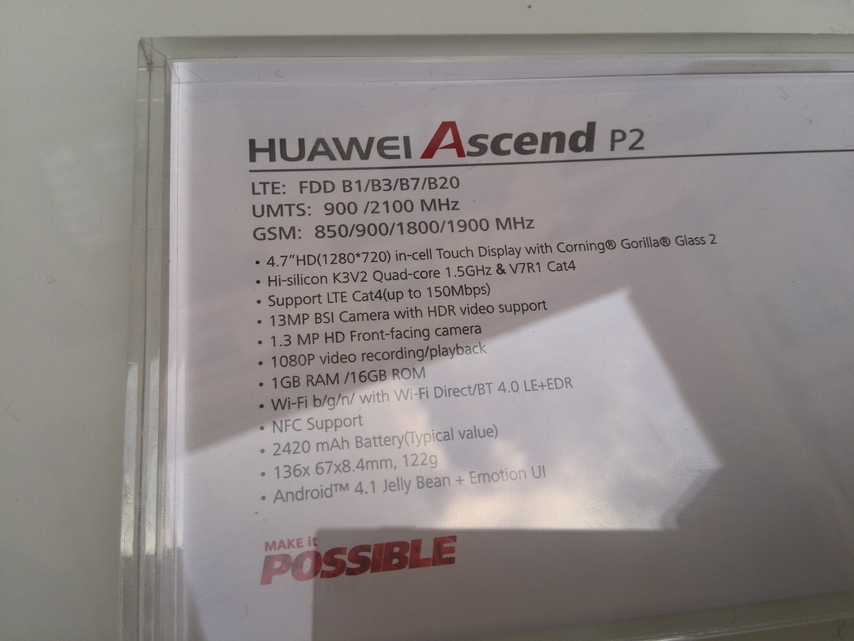 HUAWEI Ascend P2
LTE: FDD B1/B3/B7/B20
UMTS: 900 /2100 MHz
GSM: 850/900/1800/1900 MHz
• 4.7"HD(1280*720) in-cell Touch Display with Corning® Gorilla® Glass 2
• Hi-silicon K3V2 Quad-core 1.5GHz & V7R1 Cat4
• Support LTE Cat4(up to 150Mbps)
• 13MP BSI Camera with HDR video support
• 1.3 MP HD Front-facing camera
• 1080P video recording/playback
• 1GB RAM /16GB ROM
• Wi-Fi b/g/n/ with Wi-Fi Direct/BT 4.0 LE+EDR
• NFC Support
• 2420 mAh Battery(Typical value)
• 136x 67x8.4mm, 122g
• Android™ 4.1 Jelly Bean + Emotion UI
MAKE it
POSSIBLE